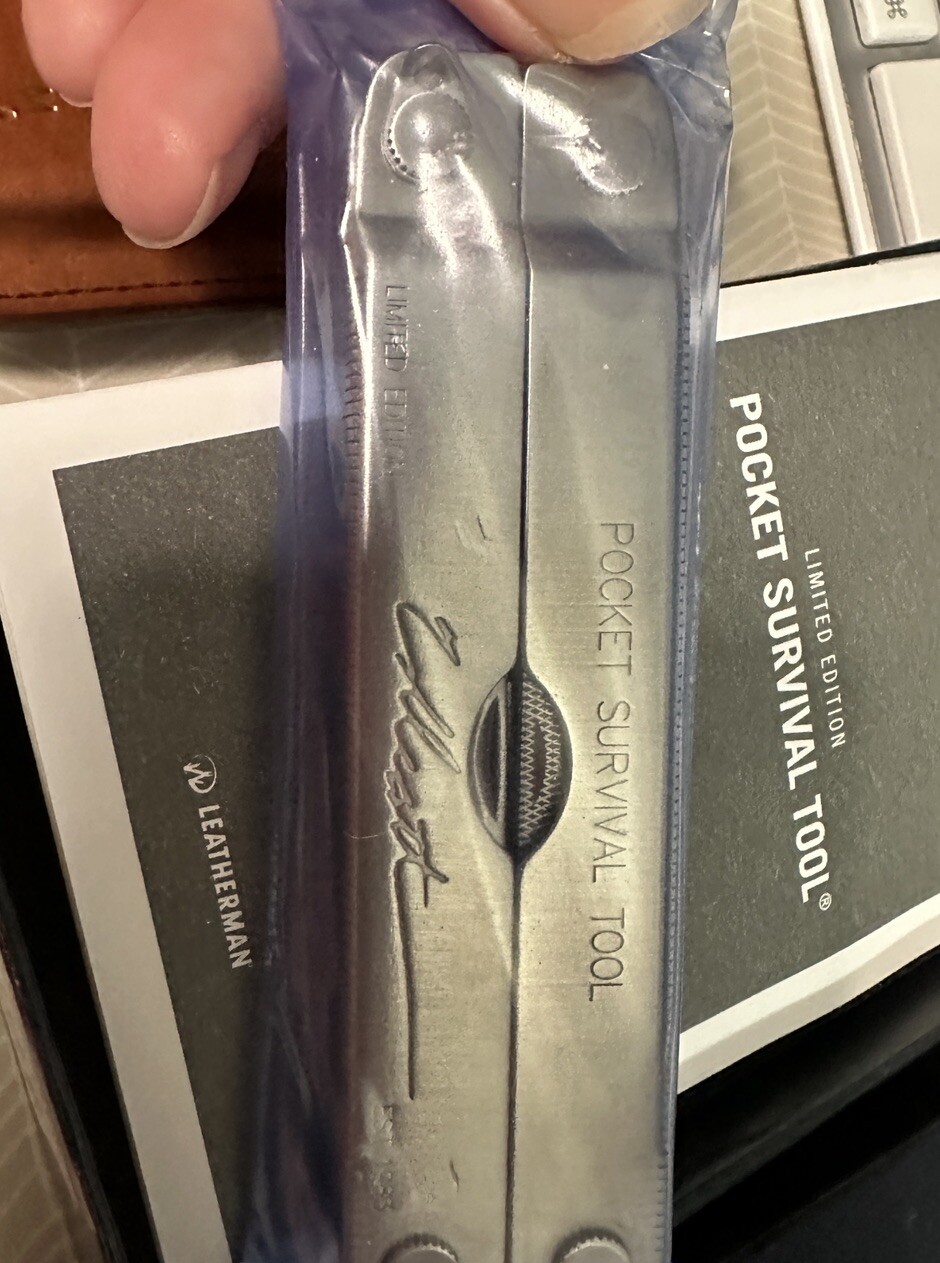 LIMITED EDITION
POCKET SURVIVAL TOOL
LIMITED EDITION
POCKET SURVIVAL TOOL®
LEATHERMAN
⌘